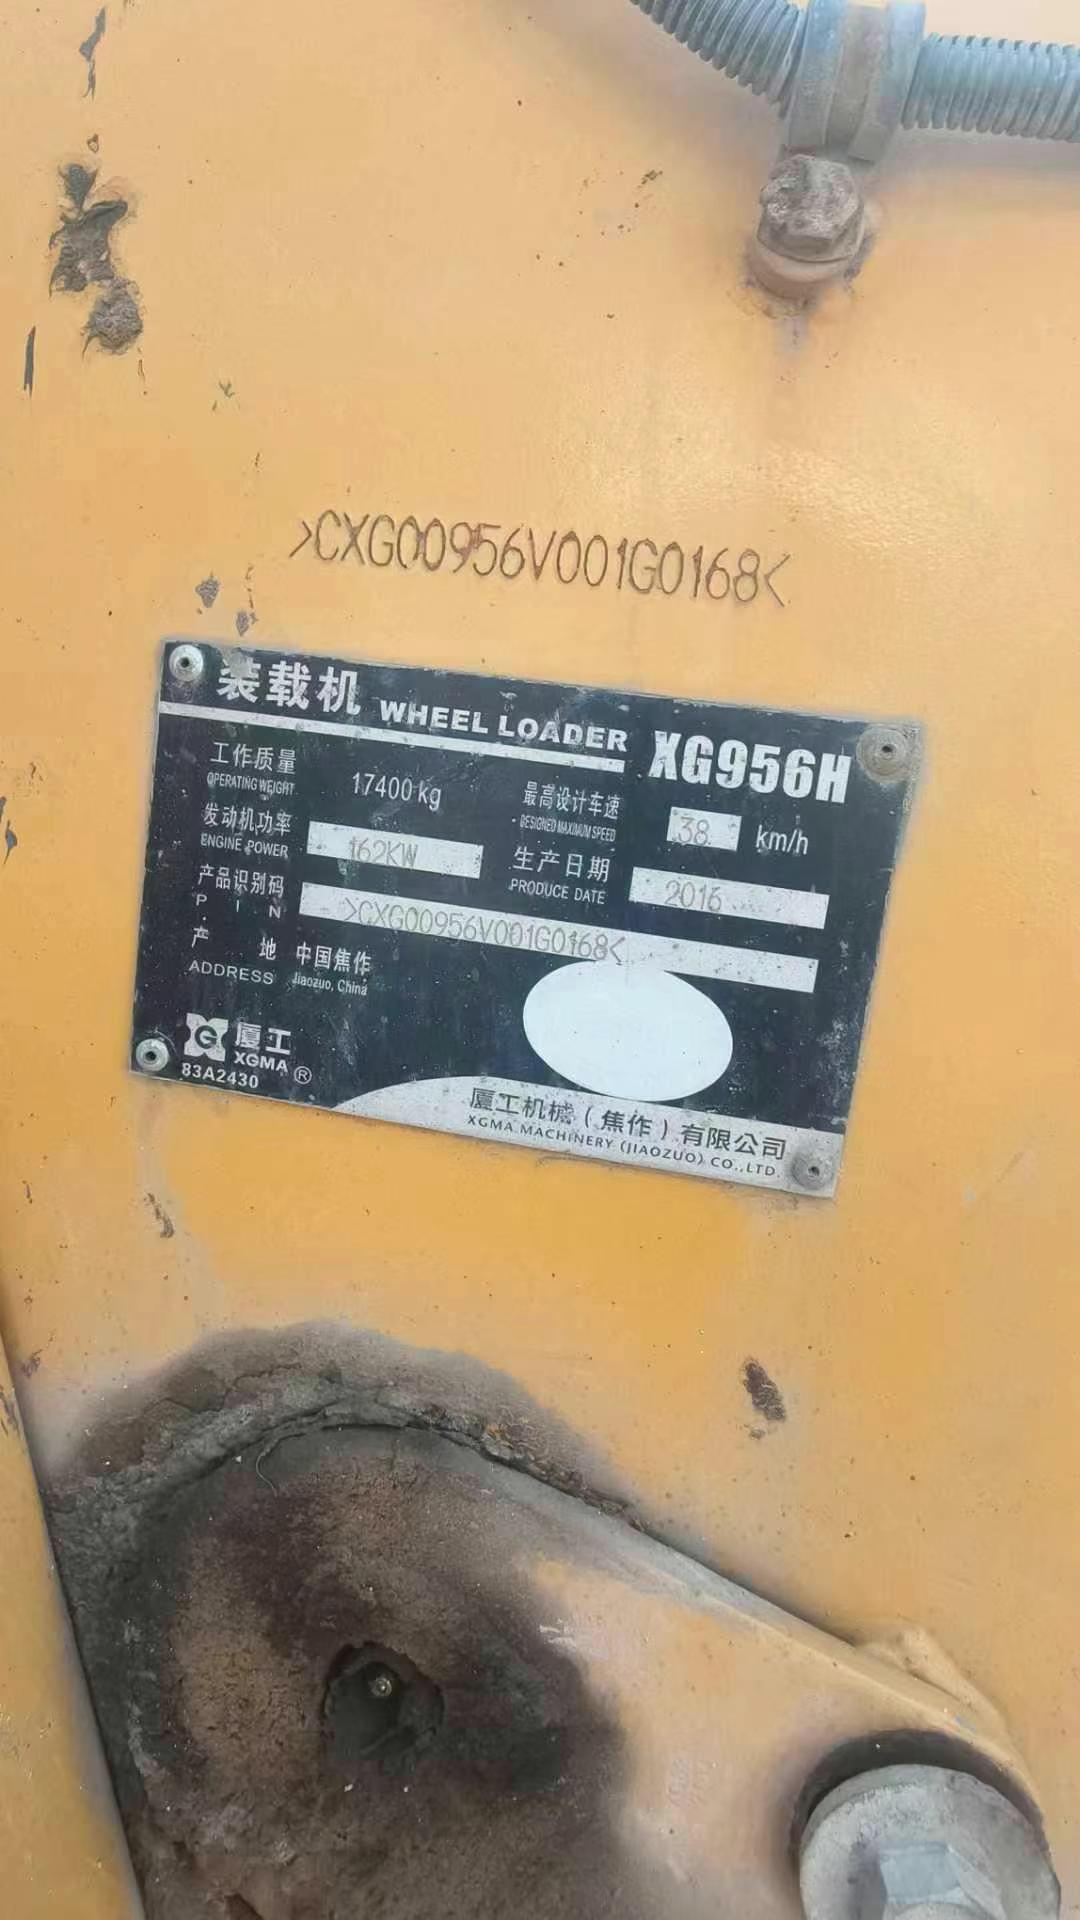 >CXG00956V001G0168<
装载机 WHEEL LOADER XG956H
工作质量 17400kg 最高设计车速 38 km/h
OPERATING WEIGHT DESIGNED MAXIMUM SPEED
发动机功率 162KW 生产日期 2016
ENGINE POWER PRODUCE DATE
产品识别码 >CXG00956V001G0168<
P I N
产 地 中国焦作
ADDRESS Jiaozuo, China
厦工
XGMA ®
83A2430
厦工机械（焦作）有限公司
XGMA MACHINERY (JIAOZUO) CO.,LTD.